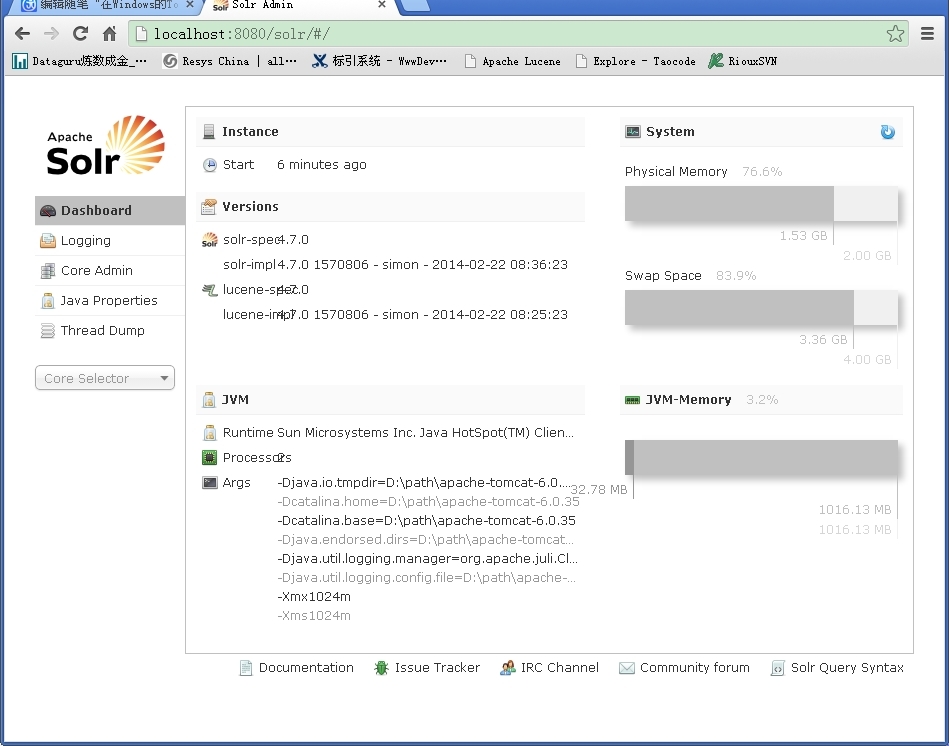 编辑随笔 "在Windows的To
Solr Admin
localhost:8080/solr/#/
Dataguru炼数成金_…
Resys China | all…
标引系统 - WwwDev…
Apache Lucene
Explore - Taocode
RiouxSVN
Apache
Solr
Dashboard
Logging
Core Admin
Java Properties
Thread Dump
Core Selector
Instance
Start 6 minutes ago
Versions
solr-spec 4.7.0
solr-impl 4.7.0 1570806 - simon - 2014-02-22 08:36:23
lucene-spec 4.7.0
lucene-impl 4.7.0 1570806 - simon - 2014-02-22 08:25:23
JVM
Runtime Sun Microsystems Inc. Java HotSpot(TM) Clien...
Processors 2
Args
-Djava.io.tmpdir=D:\path\apache-tomcat-6.0....
-Dcatalina.home=D:\path\apache-tomcat-6.0.35
-Dcatalina.base=D:\path\apache-tomcat-6.0.35
-Djava.endorsed.dirs=D:\path\apache-tomcat...
-Djava.util.logging.manager=org.apache.juli.Cl...
-Djava.util.logging.config.file=D:\path\apache-...
-Xmx1024m
-Xms1024m
System
Physical Memory 76.6%
1.53 GB
2.00 GB
Swap Space 83.9%
3.36 GB
4.00 GB
JVM-Memory 3.2%
32.78 MB
1016.13 MB
1016.13 MB
Documentation
Issue Tracker
IRC Channel
Community forum
Solr Query Syntax